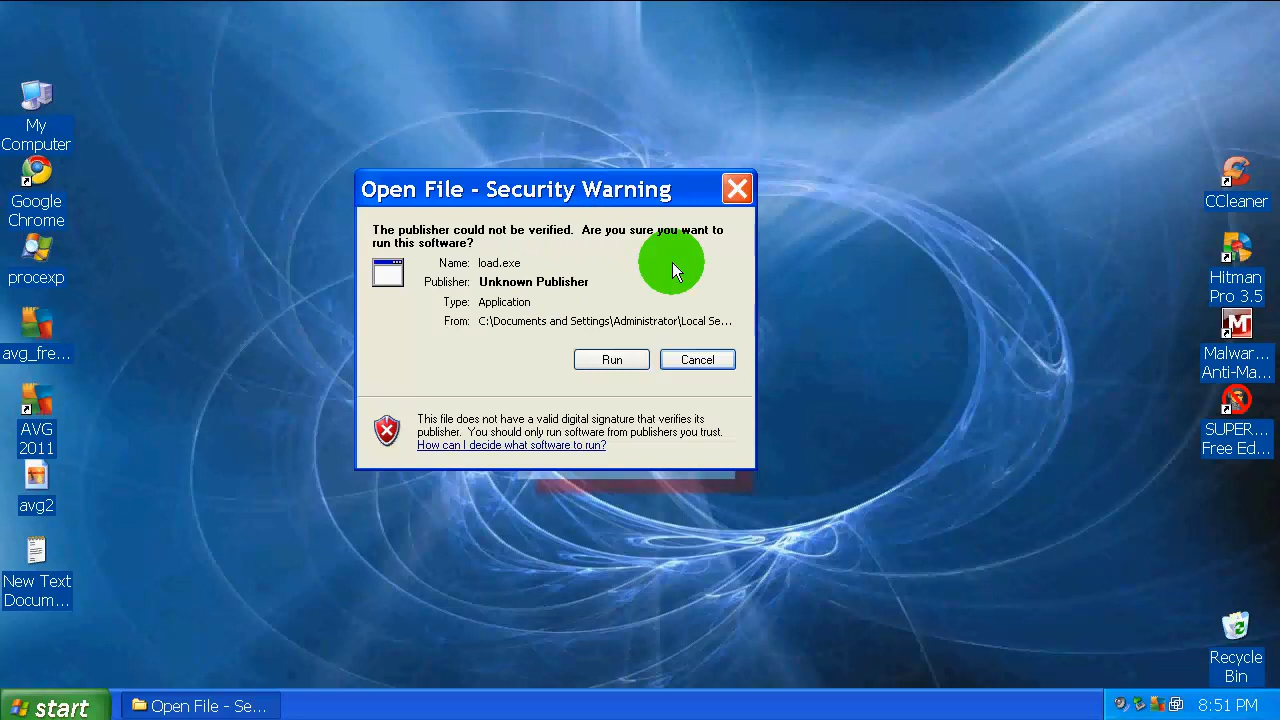 My
Computer
Google
Chrome
procexp
avg_fre...
AVG
2011
avg2
New Text
Docum...
Open File - Security Warning
The publisher could not be verified. Are you sure you want to
run this software?
Name: load.exe
Publisher: Unknown Publisher
Type: Application
From: C:\Documents and Settings\Administrator\Local Se...
Run Cancel
This file does not have a valid digital signature that verifies its
publisher. You should only run software from publishers you trust.
How can I decide what software to run?
CCleaner
Hitman
Pro 3.5
Malwar...
Anti-Ma...
SUPER...
Free Ed...
Recycle
Bin
start Open File - Se... 8:51 PM